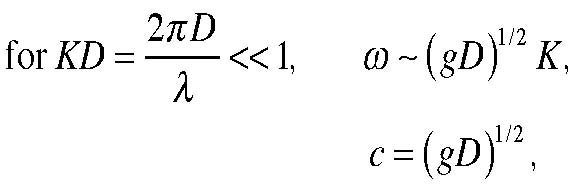 for KD = 2πD/λ << 1, ω ~ (gD)^{1/2} K,
c = (gD)^{1/2},